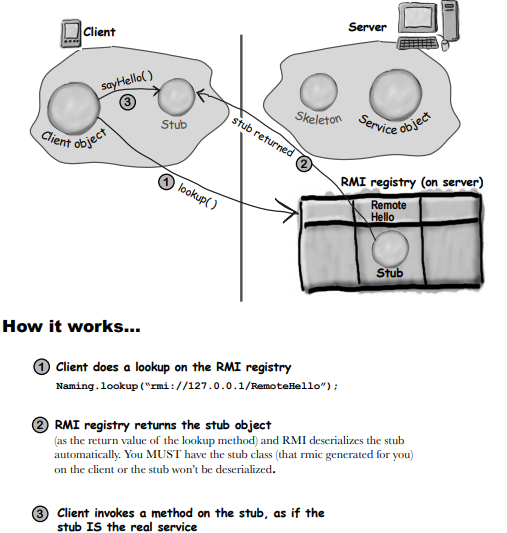 Client
Server
sayHello( )
3
Stub
Client object
Skeleton
Service object
stub returned
2
1
lookup( )
RMI registry (on server)
Remote
Hello
Stub
How it works...
1 Client does a lookup on the RMI registry
Naming.lookup(“rmi://127.0.0.1/RemoteHello”);
2 RMI registry returns the stub object
(as the return value of the lookup method) and RMI deserializes the stub
automatically. You MUST have the stub class (that rmic generated for you)
on the client or the stub won’t be deserialized.
3 Client invokes a method on the stub, as if the
stub IS the real service